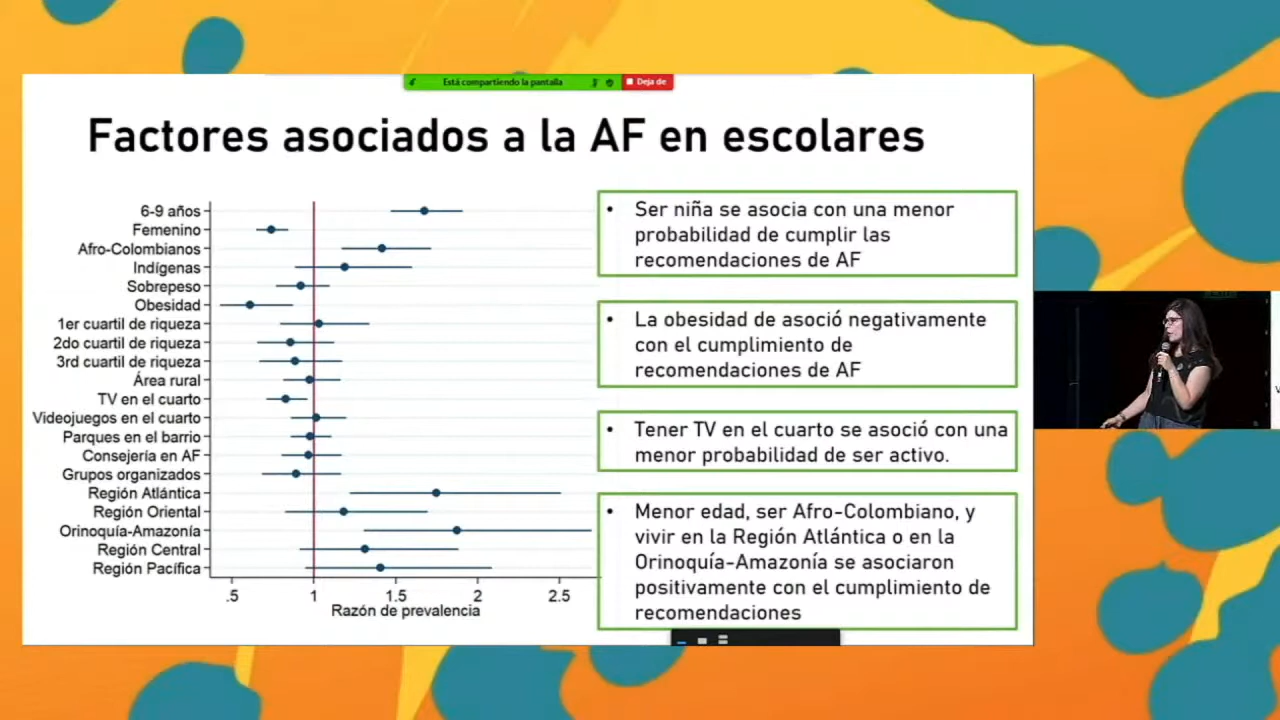 Está compartiendo la pantalla
Deja de
Factores asociados a la AF en escolares
6-9 años
Femenino
Afro-Colombianos
Indígenas
Sobrepeso
Obesidad
1er cuartil de riqueza
2do cuartil de riqueza
3rd cuartil de riqueza
Área rural
TV en el cuarto
Videojuegos en el cuarto
Parques en el barrio
Consejería en AF
Grupos organizados
Región Atlántica
Región Oriental
Orinoquía-Amazonía
Región Central
Región Pacífica
.5 1 1.5 2 2.5
Razón de prevalencia
• Ser niña se asocia con una menor
probabilidad de cumplir las
recomendaciones de AF
• La obesidad de asoció negativamente
con el cumplimiento de
recomendaciones de AF
• Tener TV en el cuarto se asoció con una
menor probabilidad de ser activo.
• Menor edad, ser Afro-Colombiano, y
vivir en la Región Atlántica o en la
Orinoquía-Amazonía se asociaron
positivamente con el cumplimiento de
recomendaciones